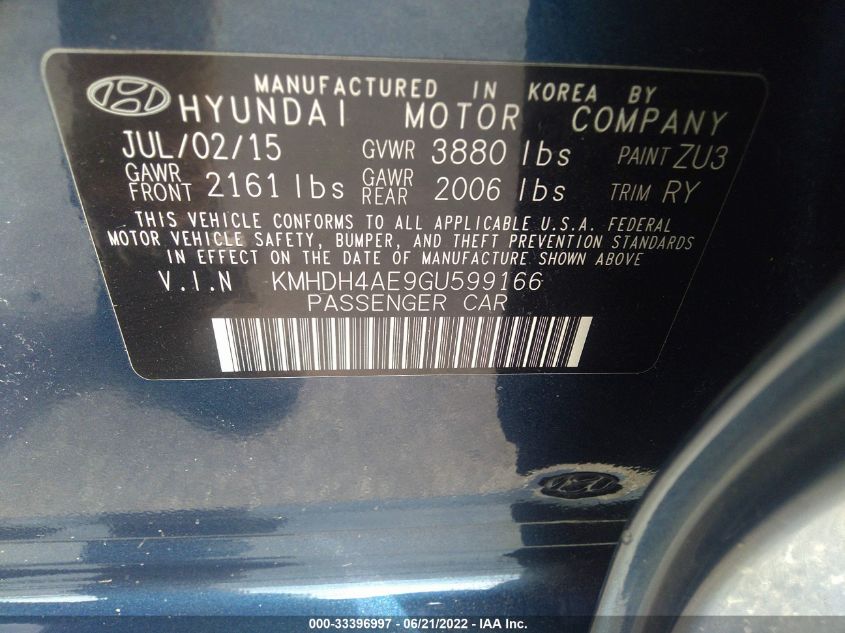 MANUFACTURED IN KOREA BY
HYUNDAI MOTOR COMPANY
JUL/02/15 GVWR 3880 lbs PAINT ZU3
GAWR FRONT 2161 lbs GAWR REAR 2006 lbs TRIM RY
THIS VEHICLE CONFORMS TO ALL APPLICABLE U.S.A. FEDERAL
MOTOR VEHICLE SAFETY, BUMPER, AND THEFT PREVENTION STANDARDS
IN EFFECT ON THE DATE OF MANUFACTURE SHOWN ABOVE
V.I.N KMHDH4AE9GU599166
PASSENGER CAR
000-33396997 - 06/21/2022 - IAA Inc.